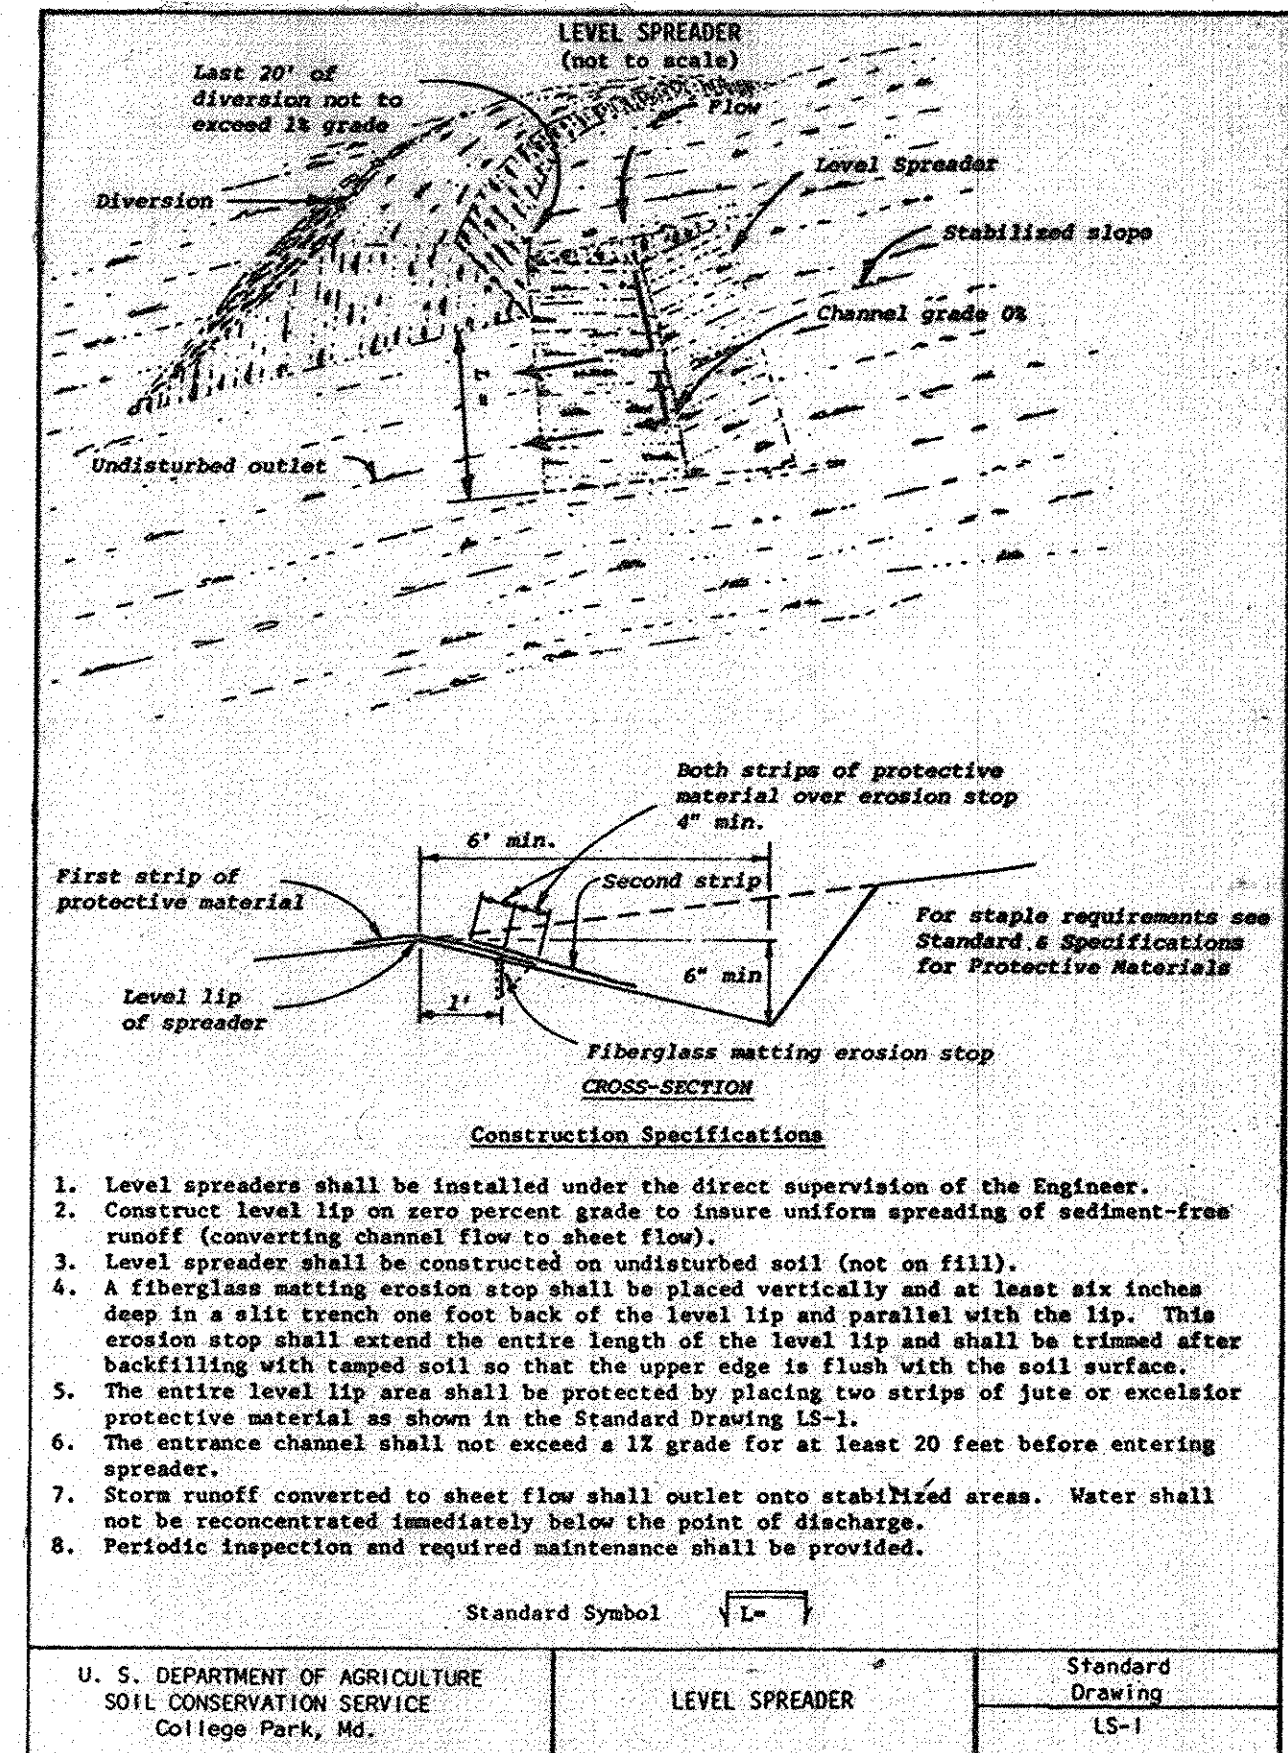 LEVEL SPREADER
(not to scale)
Last 20' of
diversion not to
exceed 1% grade
Flow
Level Spreader
Diversion
Stabilized slope
Channel grade 0%
Undisturbed outlet
Both strips of protective
material over erosion stop
4" min.
6' min.
First strip of
protective material
Second strip
For staple requirements see
Standard & Specifications
for Protective Materials
6" min
Level lip
of spreader
1'
Fiberglass matting erosion stop
CROSS-SECTION
Construction Specifications
1. Level spreaders shall be installed under the direct supervision of the Engineer.
2. Construct level lip on zero percent grade to insure uniform spreading of sediment-free
runoff (converting channel flow to sheet flow).
3. Level spreader shall be constructed on undisturbed soil (not on fill).
4. A fiberglass matting erosion stop shall be placed vertically and at least six inches
deep in a slit trench one foot back of the level lip and parallel with the lip. This
erosion stop shall extend the entire length of the level lip and shall be trimmed after
backfilling with tamped soil so that the upper edge is flush with the soil surface.
5. The entire level lip area shall be protected by placing two strips of jute or excelsior
protective material as shown in the Standard Drawing LS-1.
6. The entrance channel shall not exceed a 1% grade for at least 20 feet before entering
spreader.
7. Storm runoff converted to sheet flow shall outlet onto stabilized areas. Water shall
not be reconcentrated immediately below the point of discharge.
8. Periodic inspection and required maintenance shall be provided.
Standard Symbol L=
U. S. DEPARTMENT OF AGRICULTURE
SOIL CONSERVATION SERVICE
College Park, Md.
LEVEL SPREADER
Standard
Drawing
LS-1